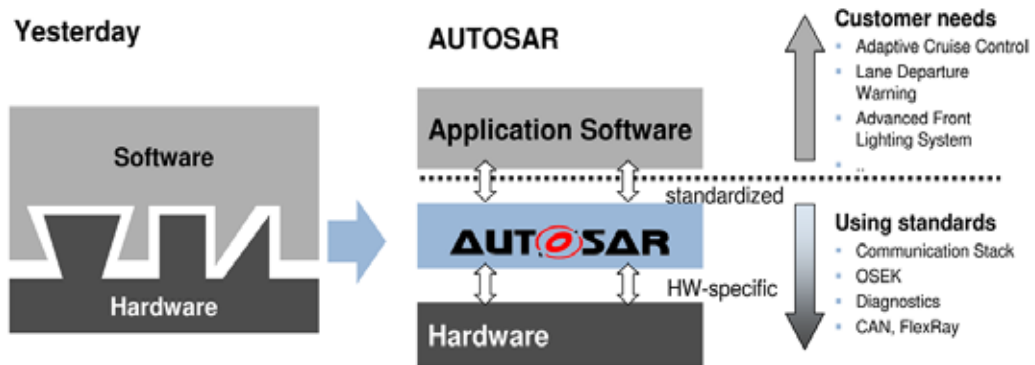 Yesterday
Software
Hardware
AUTOSAR
Application Software
standardized
AUTOSAR
HW-specific
Hardware
Customer needs
Adaptive Cruise Control
Lane Departure
Warning
Advanced Front
Lighting System
..
Using standards
Communication Stack
OSEK
Diagnostics
CAN, FlexRay